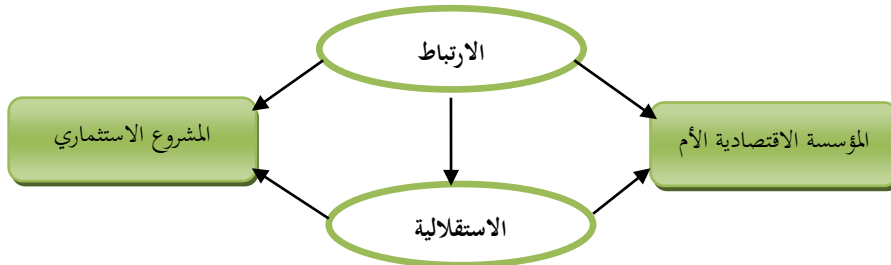 الارتباط
المؤسسة الاقتصادية الأم
المشروع الاستثماري
الاستقلالية